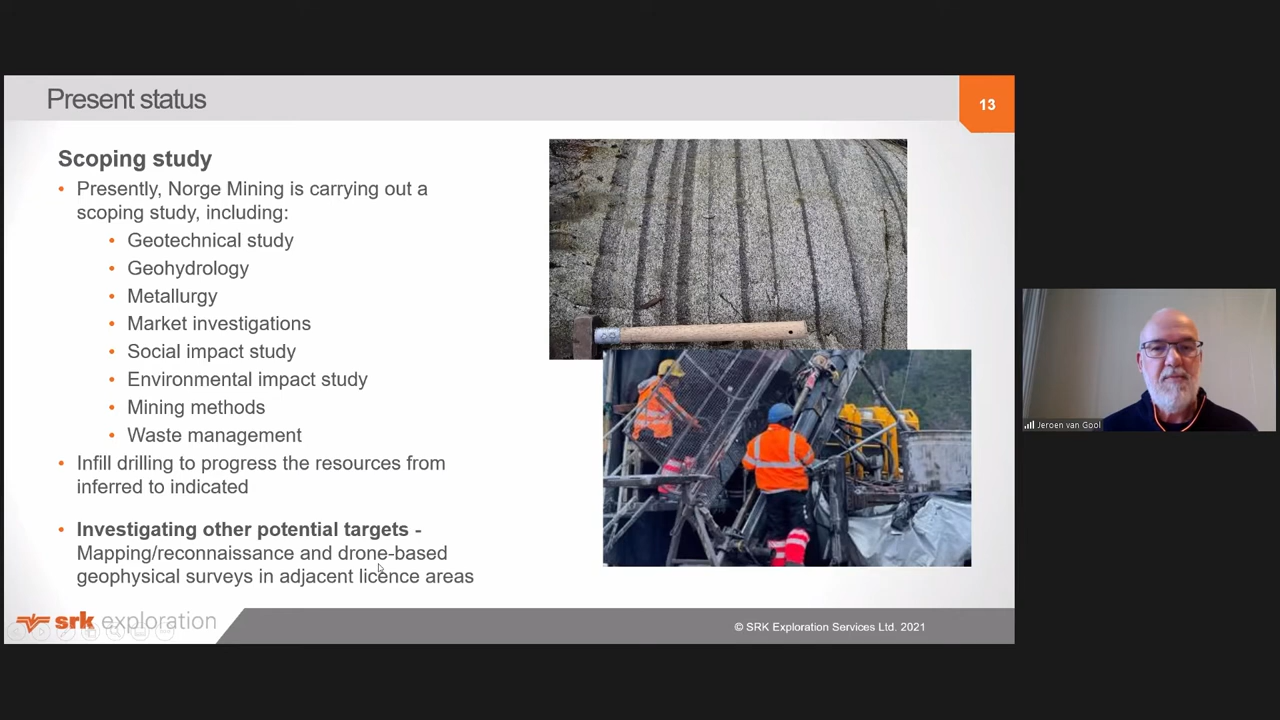 Present status
13
Scoping study
• Presently, Norge Mining is carrying out a
scoping study, including:
• Geotechnical study
• Geohydrology
• Metallurgy
• Market investigations
• Social impact study
• Environmental impact study
• Mining methods
• Waste management
• Infill drilling to progress the resources from
inferred to indicated
• Investigating other potential targets -
Mapping/reconnaissance and drone-based
geophysical surveys in adjacent licence areas
srk exploration
© SRK Exploration Services Ltd. 2021
Jeroen van Gool